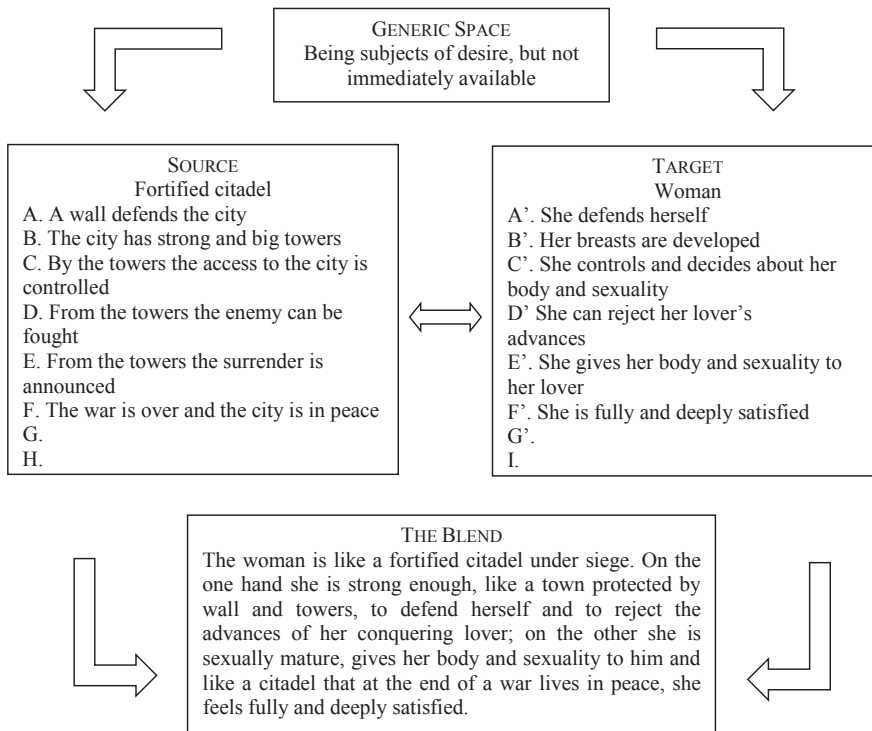 GENERIC SPACE
Being subjects of desire, but not
immediately available
SOURCE
Fortified citadel
A. A wall defends the city
B. The city has strong and big towers
C. By the towers the access to the city is
controlled
D. From the towers the enemy can be
fought
E. From the towers the surrender is
announced
F. The war is over and the city is in peace
G.
H.
TARGET
Woman
A’. She defends herself
B’. Her breasts are developed
C’. She controls and decides about her
body and sexuality
D’ She can reject her lover’s
advances
E’. She gives her body and sexuality to
her lover
F’. She is fully and deeply satisfied
G’.
I.
THE BLEND
The woman is like a fortified citadel under siege. On the
one hand she is strong enough, like a town protected by
wall and towers, to defend herself and to reject the
advances of her conquering lover; on the other she is
sexually mature, gives her body and sexuality to him and
like a citadel that at the end of a war lives in peace, she
feels fully and deeply satisfied.